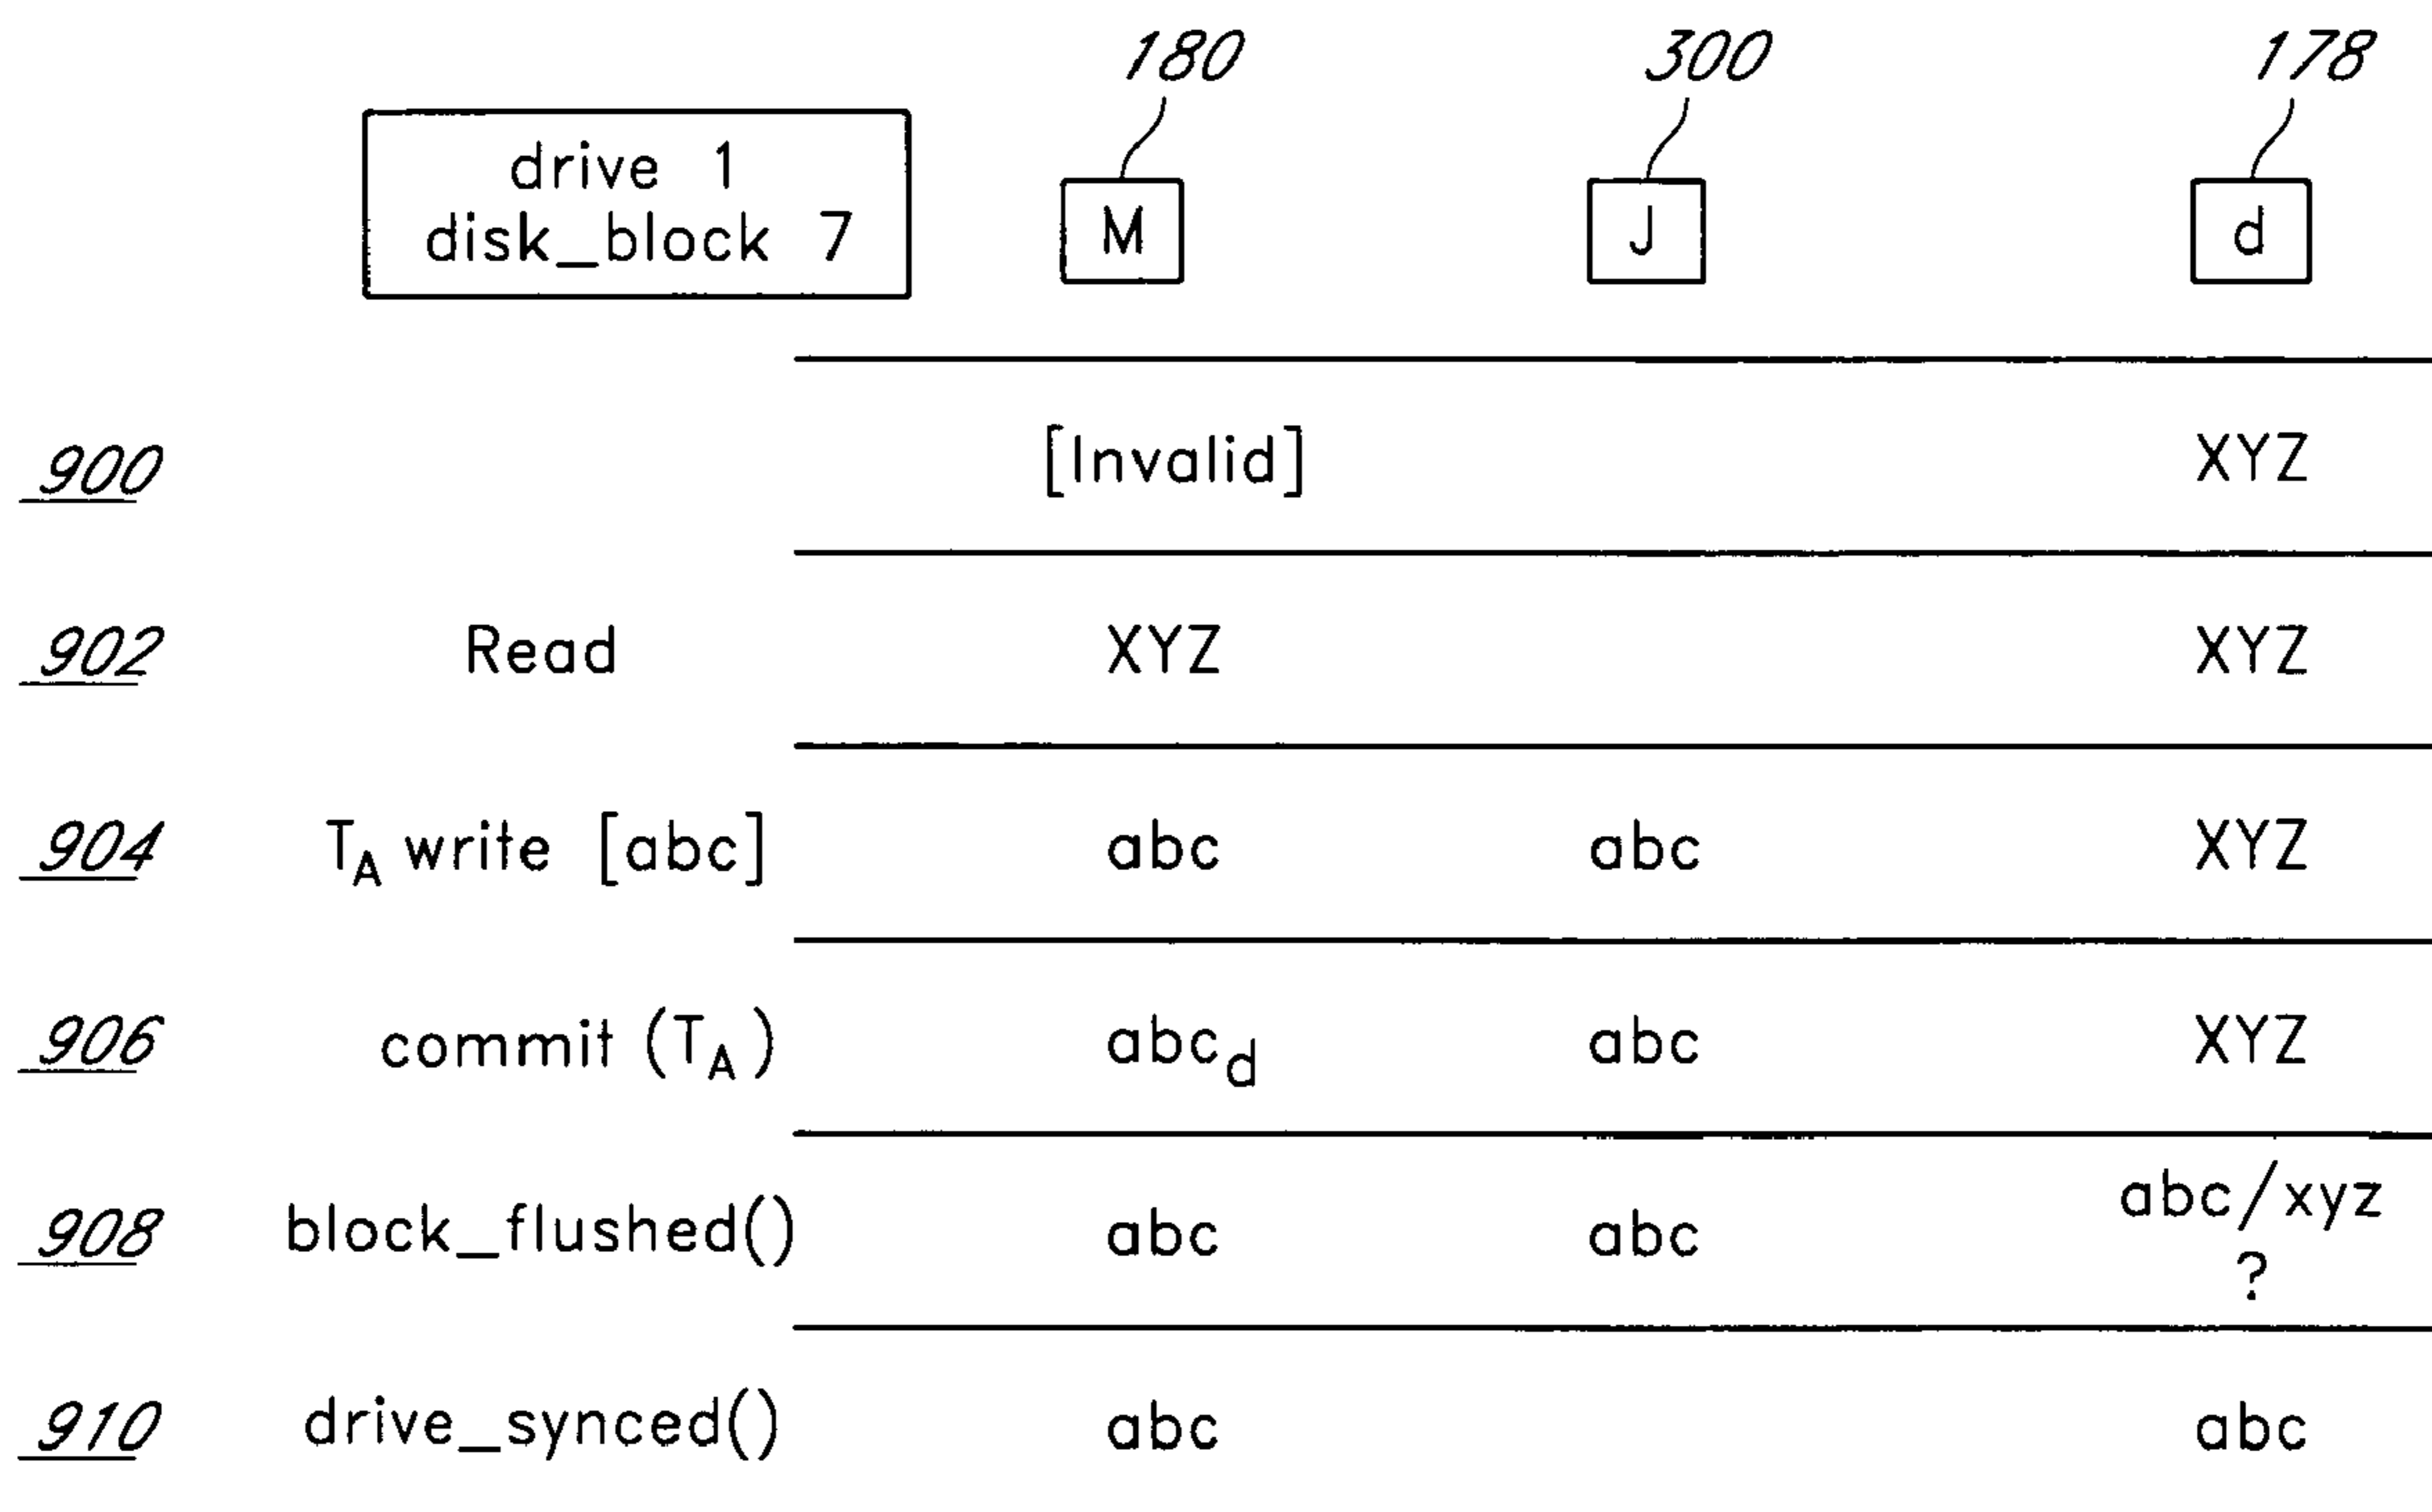 180 300 178
drive 1
disk_block 7
M J d
900 [Invalid] XYZ
902 Read XYZ XYZ
904 TA write [abc] abc abc XYZ
906 commit (TA) abcd abc XYZ
908 block_flushed() abc abc abc/xyz
?
910 drive_synced() abc abc